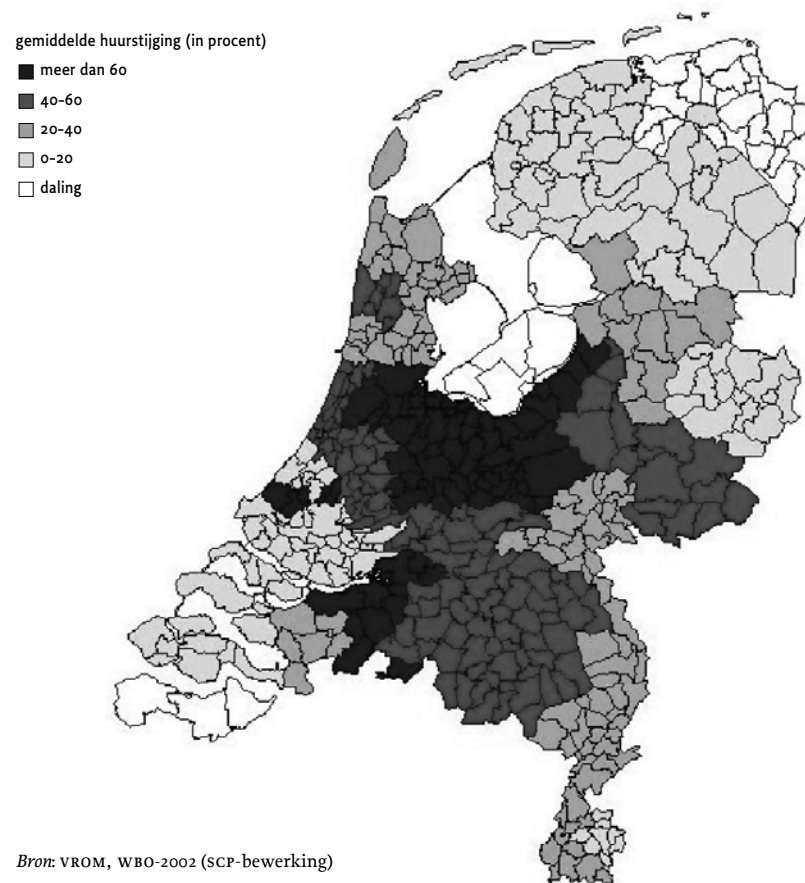 gemiddelde huurstijging (in procent)
meer dan 60
40-60
20-40
0-20
daling
Bron: VROM, WBO-2002 (SCP-bewerking)